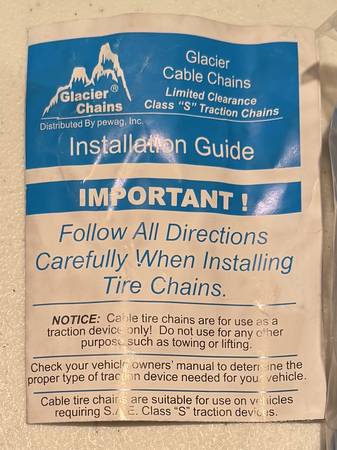 Glacier
Cable Chains
Limited Clearance
Class “S” Traction Chains
Glacier®
Chains
Distributed By pewag, Inc.
Installation Guide
IMPORTANT !
Follow All Directions
Carefully When Installing
Tire Chains.
NOTICE: Cable tire chains are for use as a
traction device only! Do not use for any other
purpose such as towing or lifting.
Check your vehicle owners’ manual to determine the
proper type of traction device needed for your vehicle.
Cable tire chains are suitable for use on vehicles
requiring S.A.E. Class “S” traction devices.